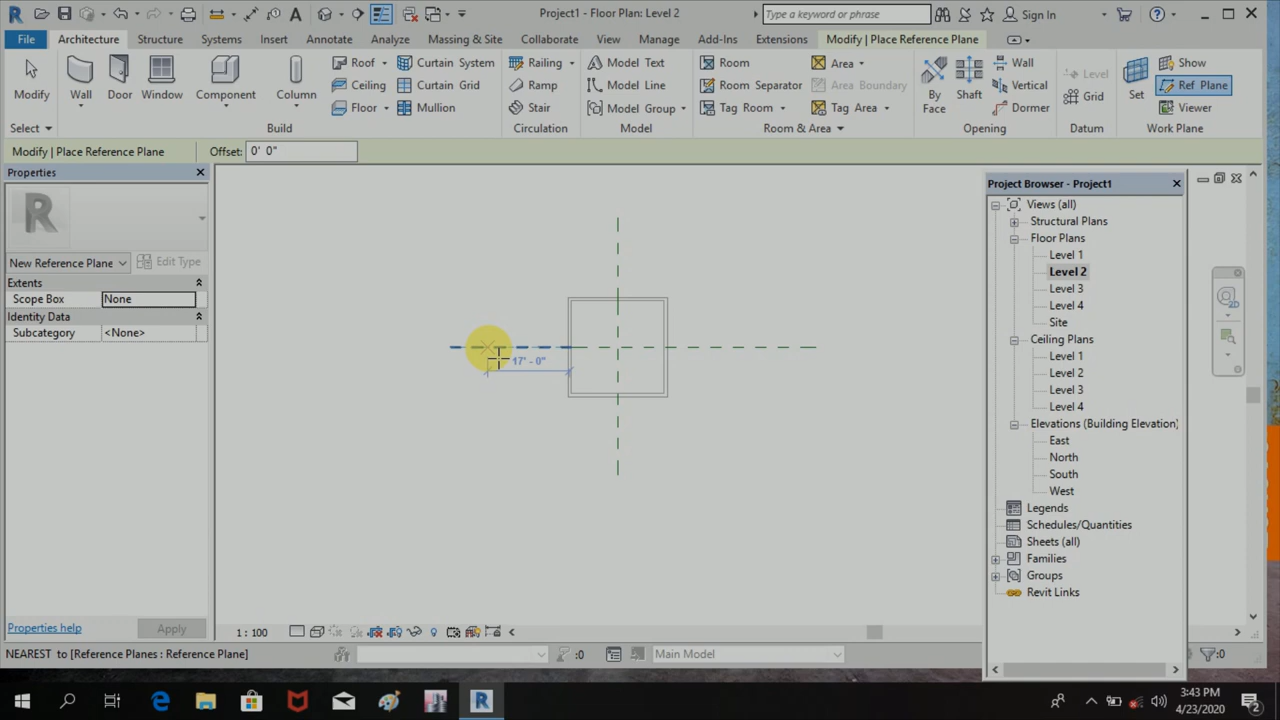 Project1 - Floor Plan: Level 2
Type a keyword or phrase
Sign In
File
Architecture
Structure
Systems
Insert
Annotate
Analyze
Massing & Site
Collaborate
View
Manage
Add-Ins
Extensions
Modify | Place Reference Plane
Modify
Wall
Door
Window
Component
Column
Roof
Ceiling
Floor
Curtain System
Curtain Grid
Mullion
Railing
Ramp
Stair
Model Text
Model Line
Model Group
Room
Room Separator
Tag Room
Area
Area Boundary
Tag Area
By
Face
Shaft
Wall
Vertical
Dormer
Level
Grid
Set
Show
Ref Plane
Viewer
Select
Build
Circulation
Model
Room & Area
Opening
Datum
Work Plane
Modify | Place Reference Plane
Offset: 0' 0"
Properties
New Reference Plane
Edit Type
Extents
Scope Box None
Identity Data
Subcategory <None>
Properties help
Apply
17' - 0"
2D
Project Browser - Project1
Views (all)
Structural Plans
Floor Plans
Level 1
Level 2
Level 3
Level 4
Site
Ceiling Plans
Level 1
Level 2
Level 3
Level 4
Elevations (Building Elevation)
East
North
South
West
Legends
Schedules/Quantities
Sheets (all)
Families
Groups
Revit Links
1 : 100
NEAREST to [Reference Planes : Reference Plane]
:0
Main Model
:0
3:43 PM
4/23/2020
2